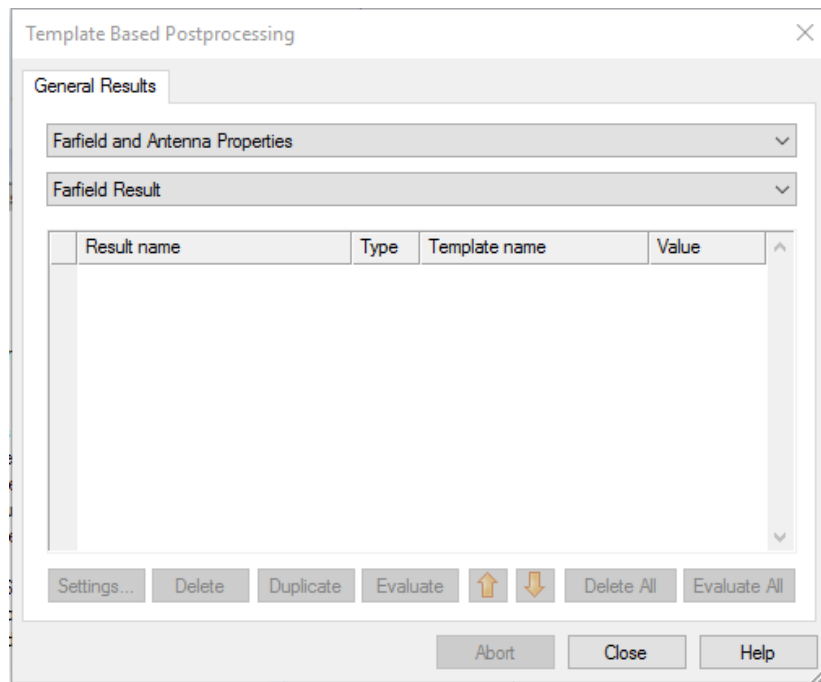 Template Based Postprocessing
General Results
Farfield and Antenna Properties
Farfield Result
Result name Type Template name Value
Settings... Delete Duplicate Evaluate Delete All Evaluate All
Abort Close Help